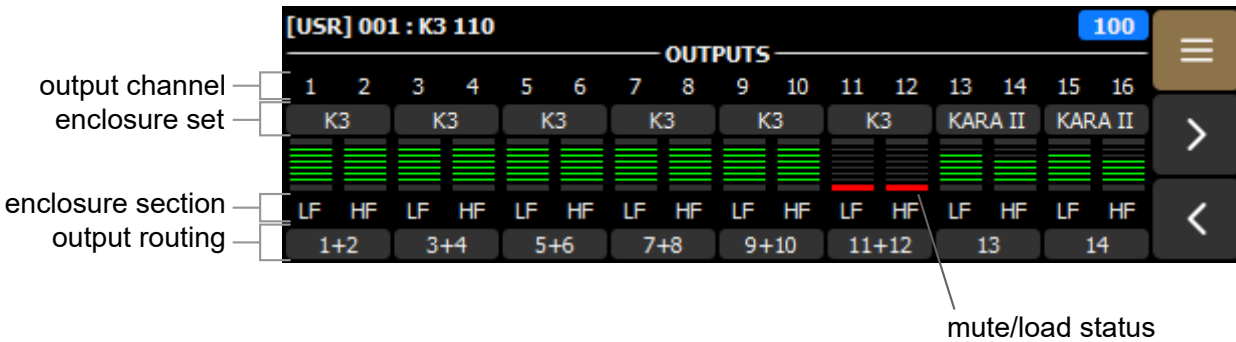 [USR] 001 : K3 110 100
OUTPUTS
output channel 1 2 3 4 5 6 7 8 9 10 11 12 13 14 15 16
enclosure set K3 K3 K3 K3 K3 K3 KARA II KARA II
enclosure section LF HF LF HF LF HF LF HF LF HF LF HF LF HF LF HF
output routing 1+2 3+4 5+6 7+8 9+10 11+12 13 14
mute/load status